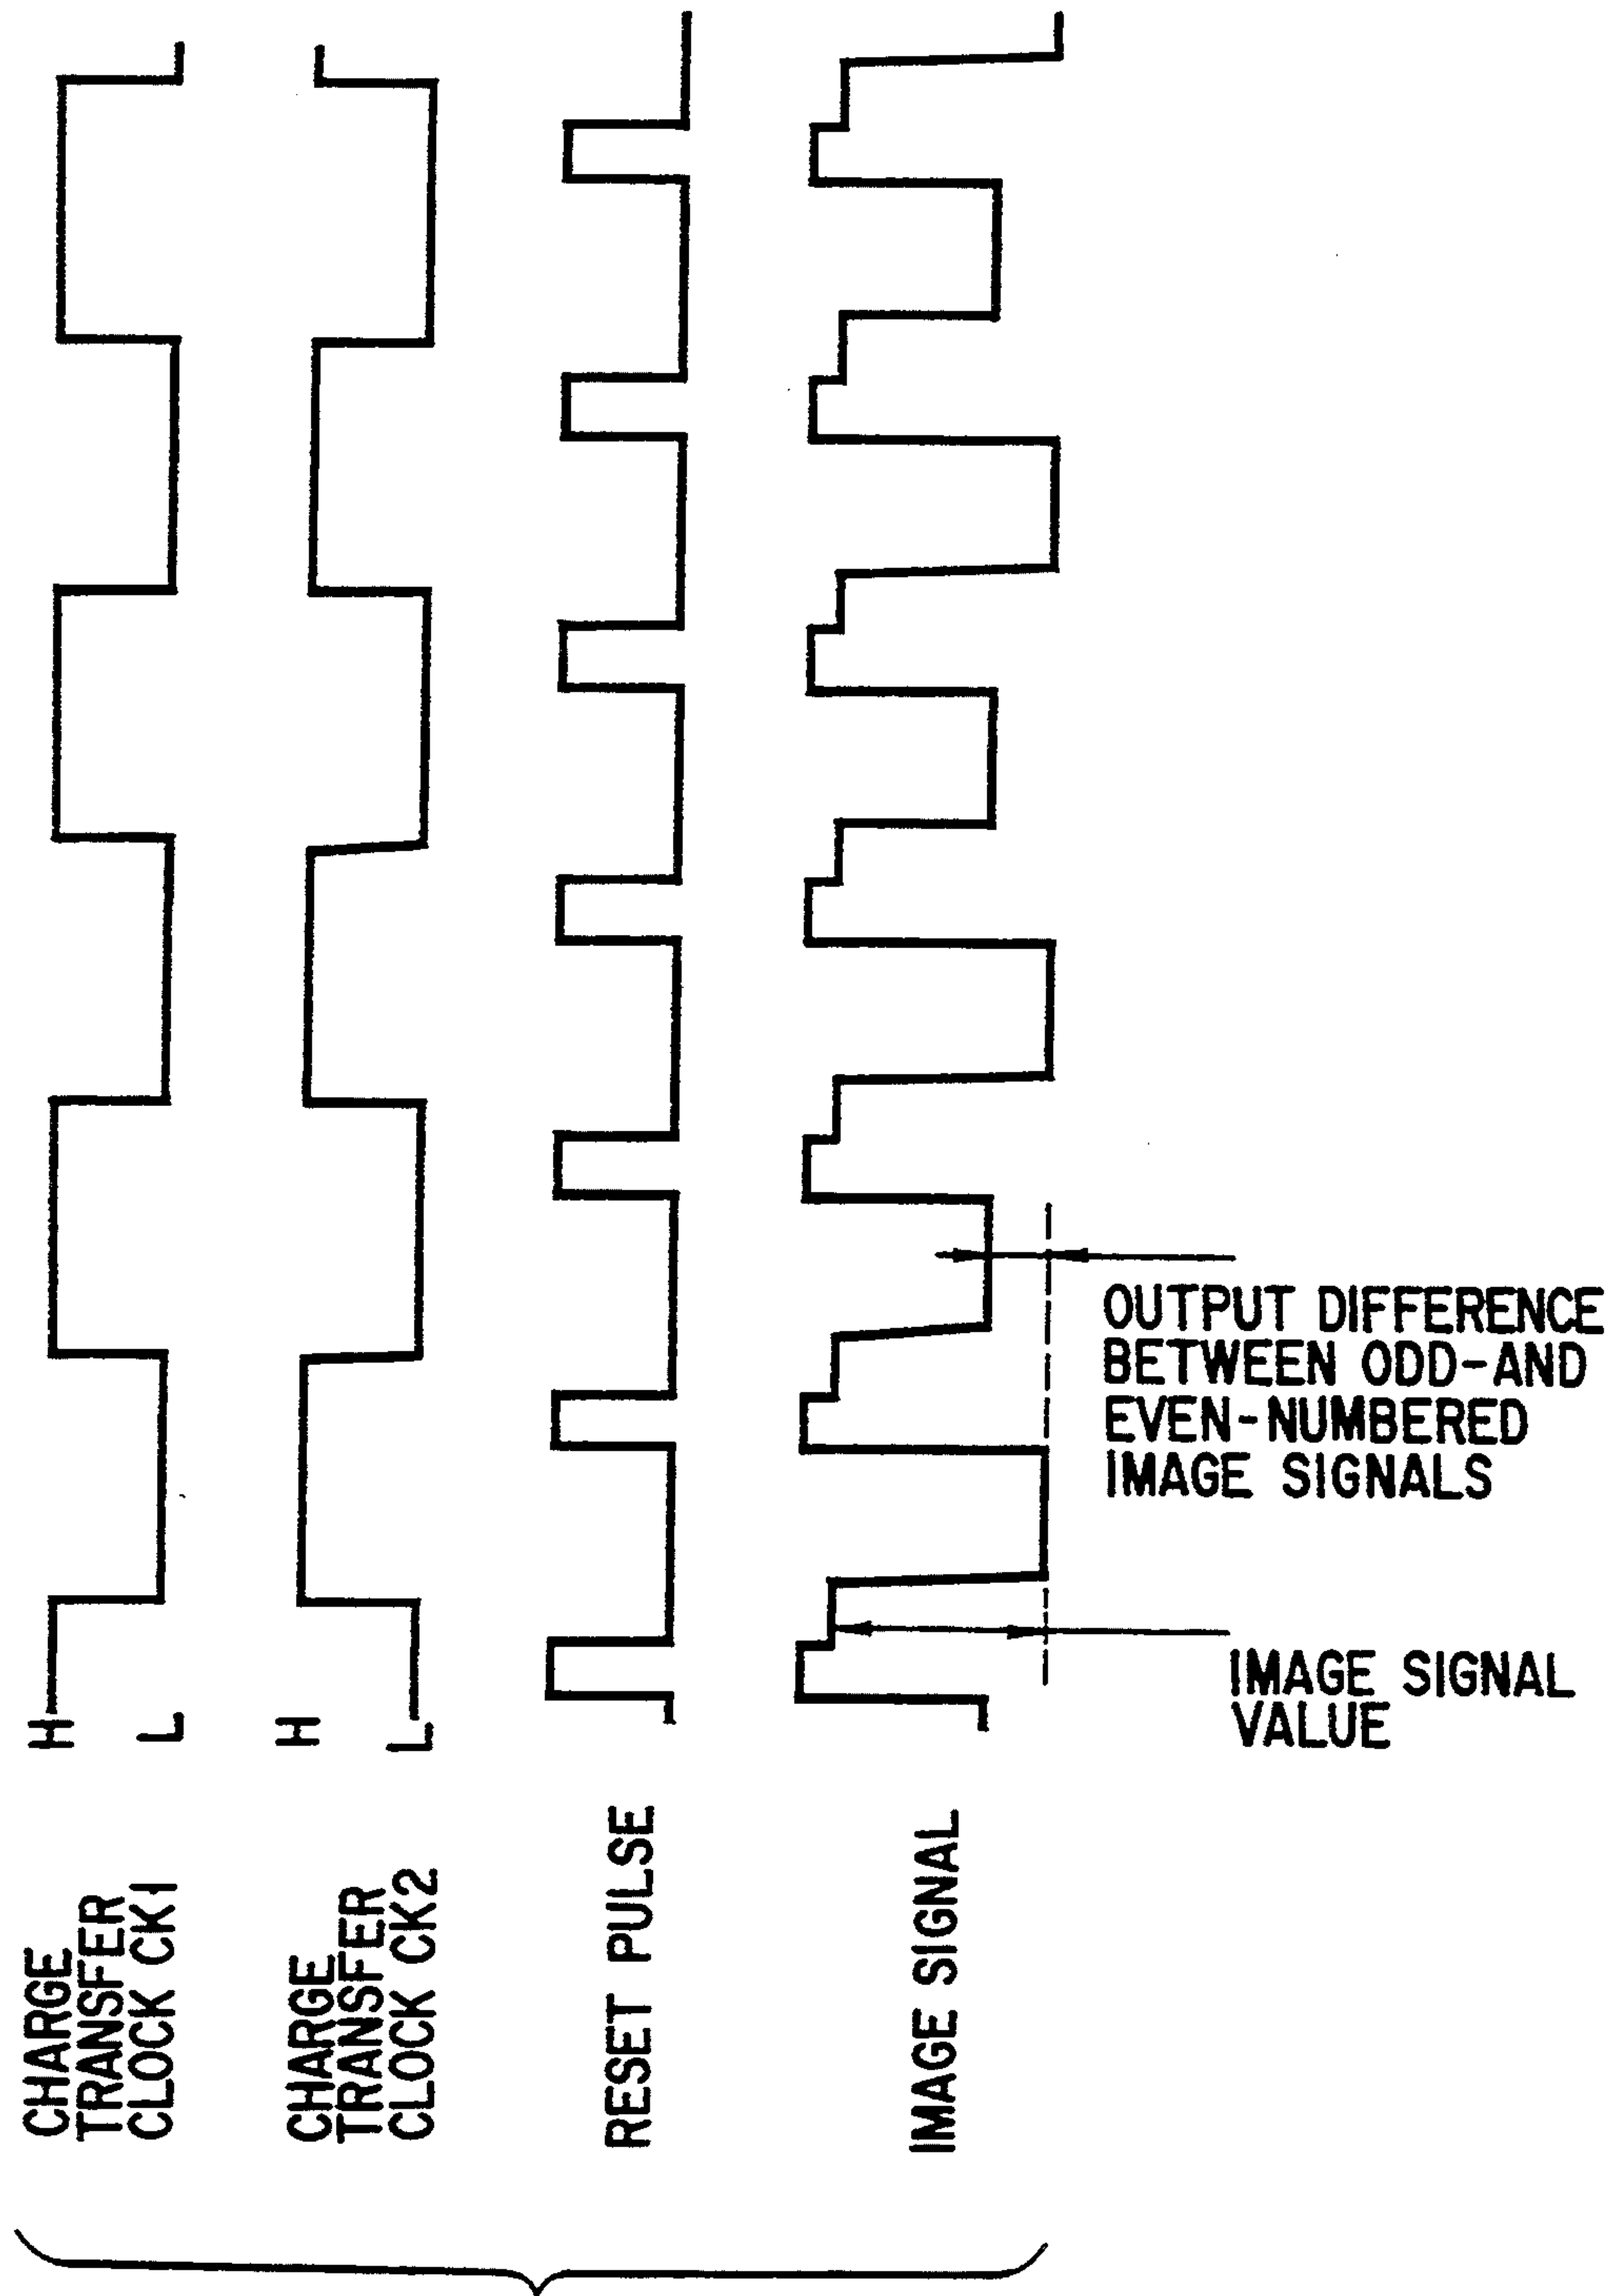 CHARGE
TRANSFER
CLOCK CK1
H
L
CHARGE
TRANSFER
CLOCK CK2
H
L
RESET PULSE
IMAGE SIGNAL
OUTPUT DIFFERENCE
BETWEEN ODD-AND
EVEN-NUMBERED
IMAGE SIGNALS
IMAGE SIGNAL
VALUE